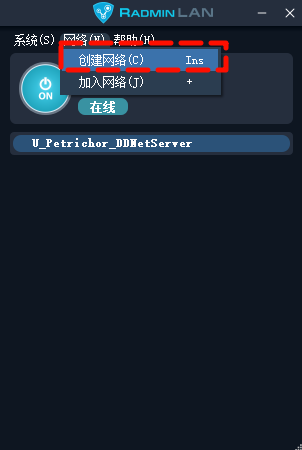 RADMIN LAN
系统(S) 网络(N) 帮助(H)
创建网络(C) Ins
加入网络(J) +
ON
在线
U_Petrichor_DDNetServer